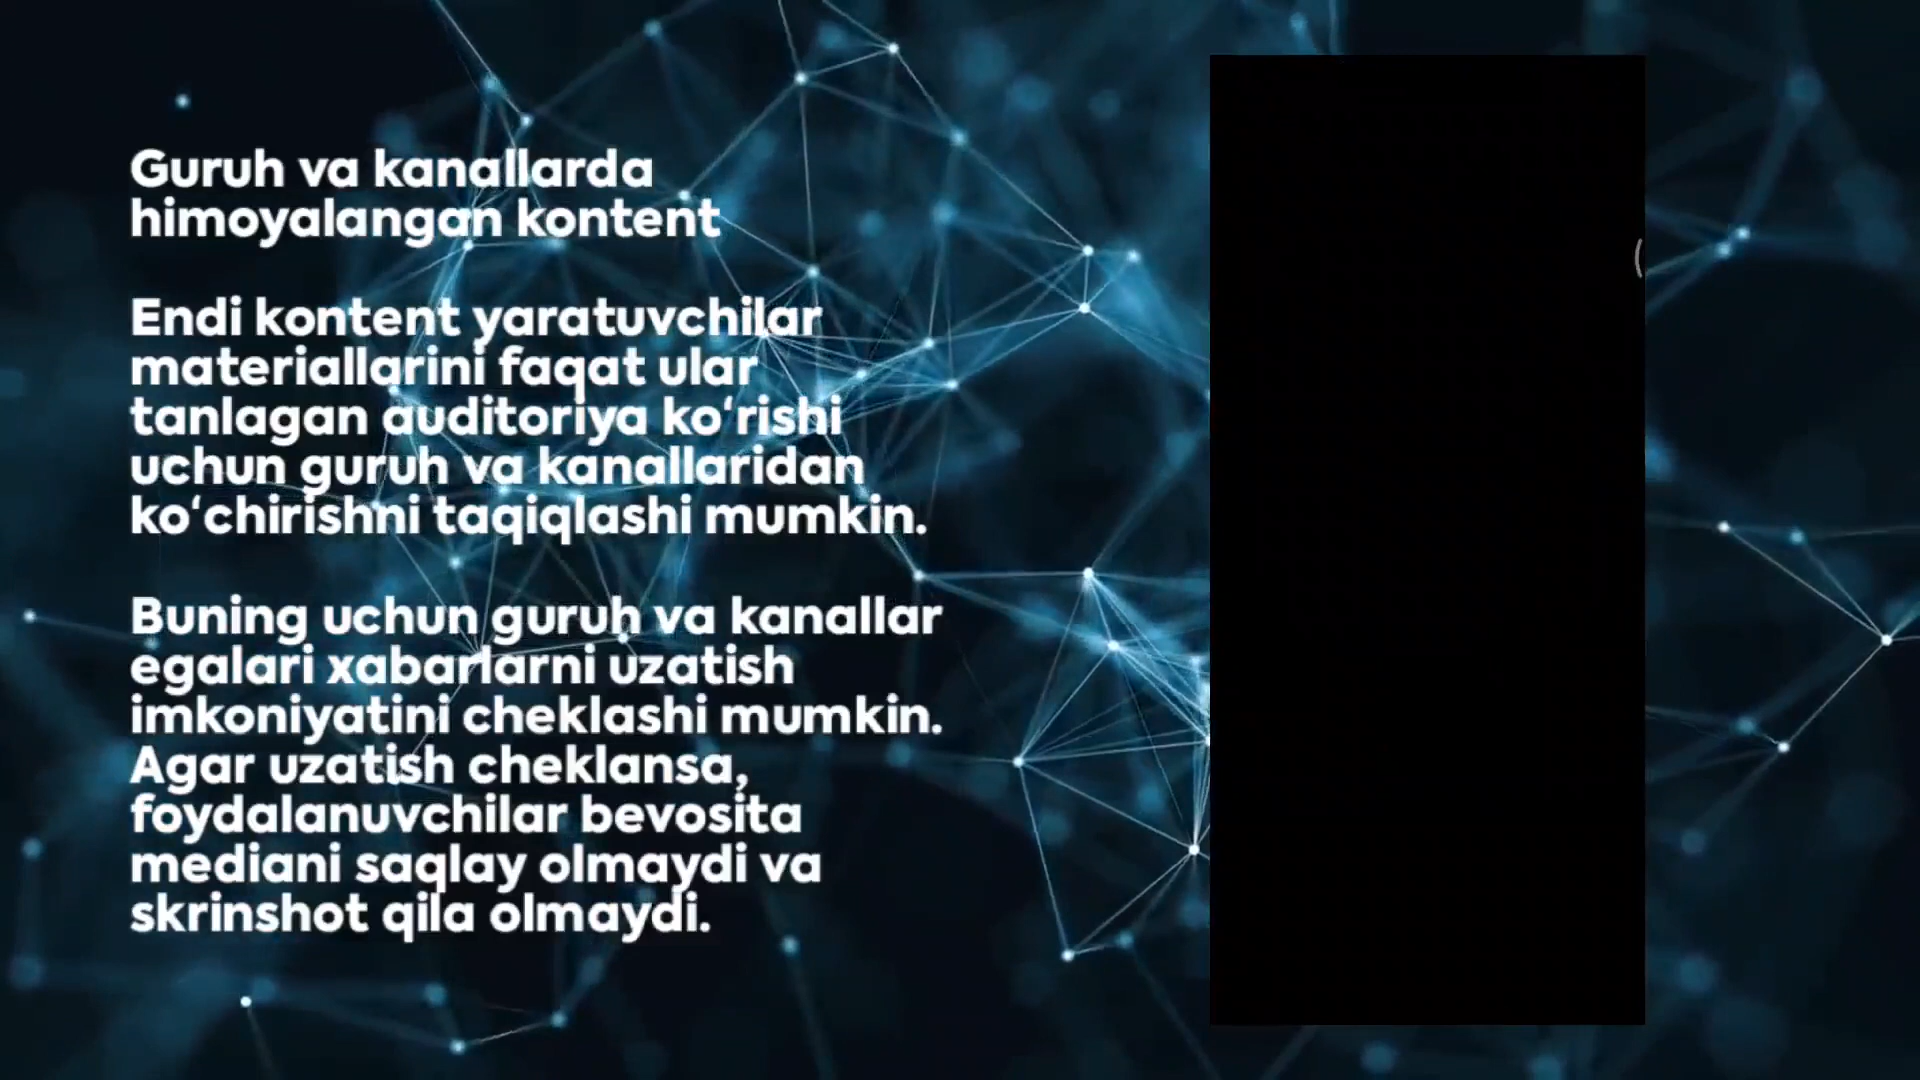 Guruh va kanallarda
himoyalangan kontent
Endi kontent yaratuvchilar
materiallarini faqat ular
tanlagan auditoriya ko‘rishi
uchun guruh va kanallaridan
ko‘chirishni taqiqlashi mumkin.
Buning uchun guruh va kanallar
egalari xabarlarni uzatish
imkoniyatini cheklashi mumkin.
Agar uzatish cheklansa,
foydalanuvchilar bevosita
mediani saqlay olmaydi va
skrinshot qila olmaydi.